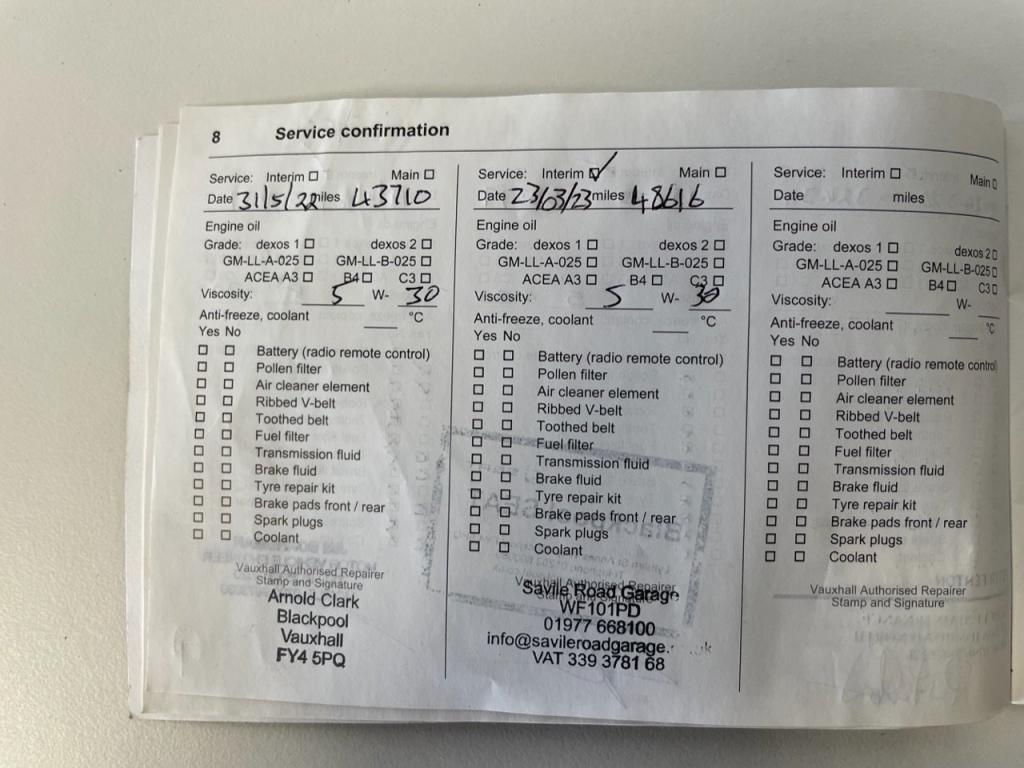 8 Service confirmation
Service: Interim Main
Date 31/5/22 miles 43710
Engine oil
Grade: dexos 1 dexos 2
GM-LL-A-025 GM-LL-B-025
ACEA A3 B4 C3
Viscosity: 5 W- 30
Anti-freeze, coolant °C
Yes No
Battery (radio remote control)
Pollen filter
Air cleaner element
Ribbed V-belt
Toothed belt
Fuel filter
Transmission fluid
Brake fluid
Tyre repair kit
Brake pads front / rear
Spark plugs
Coolant
Vauxhall Authorised Repairer
Stamp and Signature
Arnold Clark
Blackpool
Vauxhall
FY4 5PQ
Service: Interim Main
Date 23/03/23 miles 48616
Engine oil
Grade: dexos 1 dexos 2
GM-LL-A-025 GM-LL-B-025
ACEA A3 B4 C3
Viscosity: 5 W- 30
Anti-freeze, coolant °C
Yes No
Battery (radio remote control)
Pollen filter
Air cleaner element
Ribbed V-belt
Toothed belt
Fuel filter
Transmission fluid
Brake fluid
Tyre repair kit
Brake pads front / rear
Spark plugs
Coolant
Vauxhall Authorised Repairer
Stamp and Signature
Savile Road Garage
WF101PD
01977 668100
info@savileroadgarage.
VAT 339 3781 68
Service: Interim Main
Date miles
Engine oil
Grade: dexos 1 dexos 2
GM-LL-A-025 GM-LL-B-025
ACEA A3 B4 C3
Viscosity: W-
Anti-freeze, coolant °C
Yes No
Battery (radio remote control)
Pollen filter
Air cleaner element
Ribbed V-belt
Toothed belt
Fuel filter
Transmission fluid
Brake fluid
Tyre repair kit
Brake pads front / rear
Spark plugs
Coolant
Vauxhall Authorised Repairer
Stamp and Signature